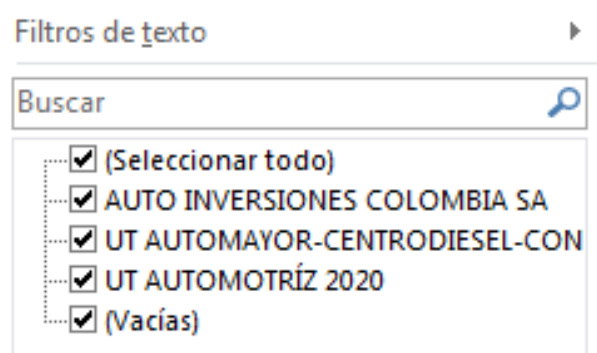 Filtros de texto
Buscar
(Seleccionar todo)
AUTO INVERSIONES COLOMBIA SA
UT AUTOMAYOR-CENTRODIESEL-CON
UT AUTOMOTRÍZ 2020
(Vacías)